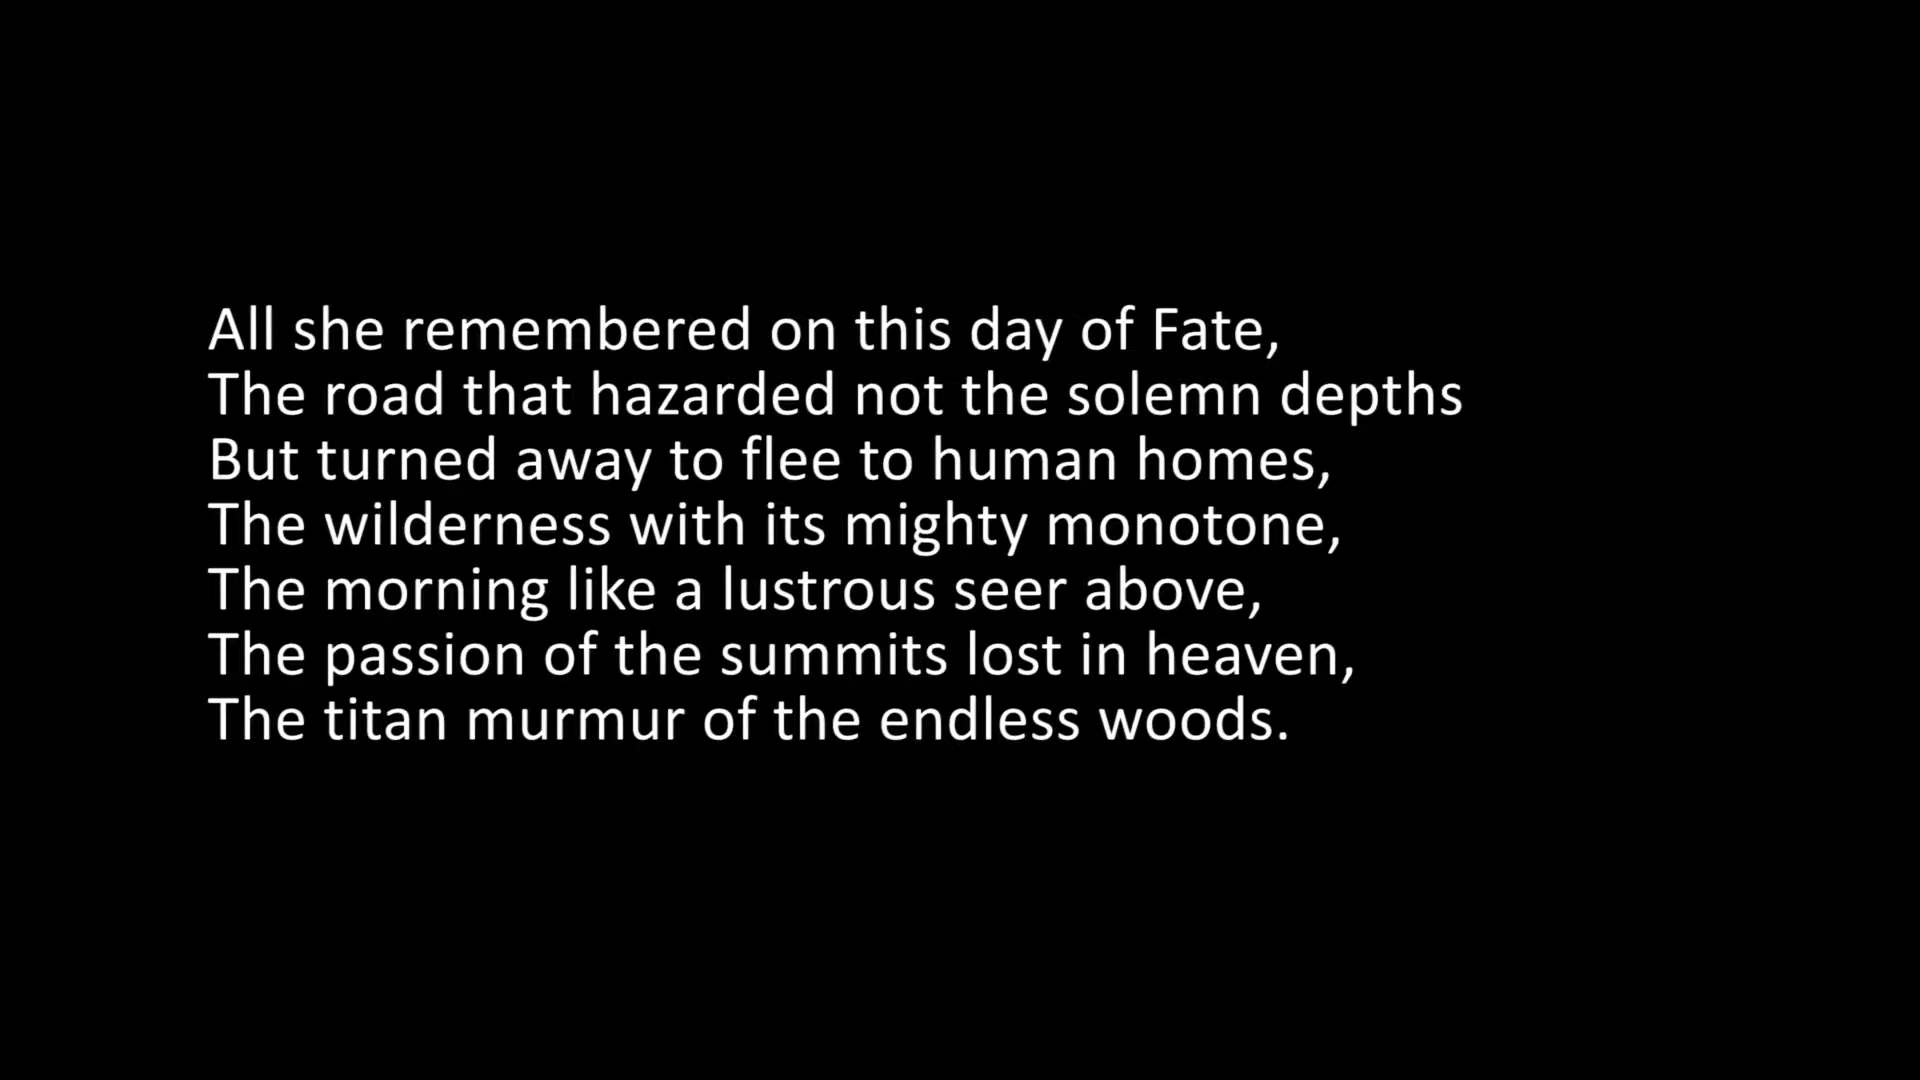 All she remembered on this day of Fate,
The road that hazarded not the solemn depths
But turned away to flee to human homes,
The wilderness with its mighty monotone,
The morning like a lustrous seer above,
The passion of the summits lost in heaven,
The titan murmur of the endless woods.